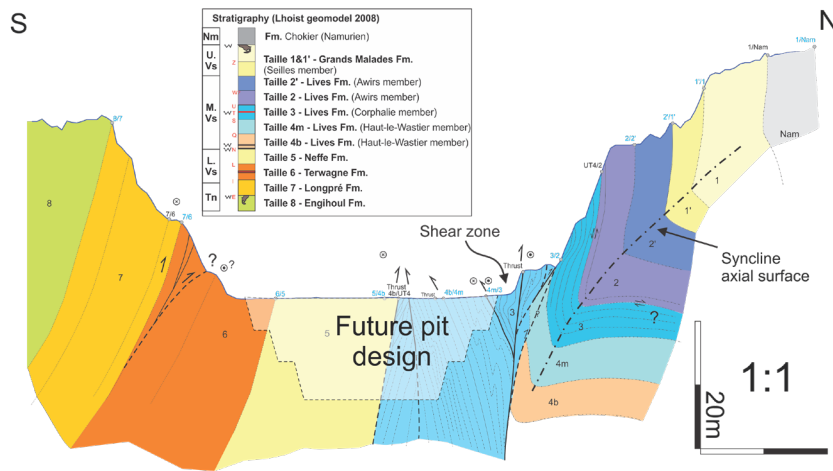 S
N
Stratigraphy (Lhoist geomodel 2008)
Nm
Fm. Chokier (Namurien)
U.
Vs
Z
Taille 1&1' - Grands Malades Fm.
(Seilles member)
M.
Vs
W
U
T
S
Q
Taille 2' - Lives Fm. (Awirs member)
Taille 2 - Lives Fm. (Awirs member)
Taille 3 - Lives Fm. (Corphalie member)
Taille 4m - Lives Fm. (Haut-le-Wastier member)
Taille 4b - Lives Fm. (Haut-le-Wastier member)
L.
Vs
N
L
Taille 5 - Neffe Fm.
Taille 6 - Terwagne Fm.
Tn
I
E
Taille 7 - Longpré Fm.
Taille 8 - Engihoul Fm.
1/Nam
1/Nam
1'/1
2'/1'
2/2'
UT4/2
Nam
1
1'
2'
2
3
4m
4b
Syncline
axial surface
Shear zone
Thrust
3/2
8/7
7/6
7/6
8
7
6
?
?
?
6/5
5/4b
Thrust
4b/UT4
Thrust
4b/4m
4m/3
3
5
Future pit
design
?
20m
1:1